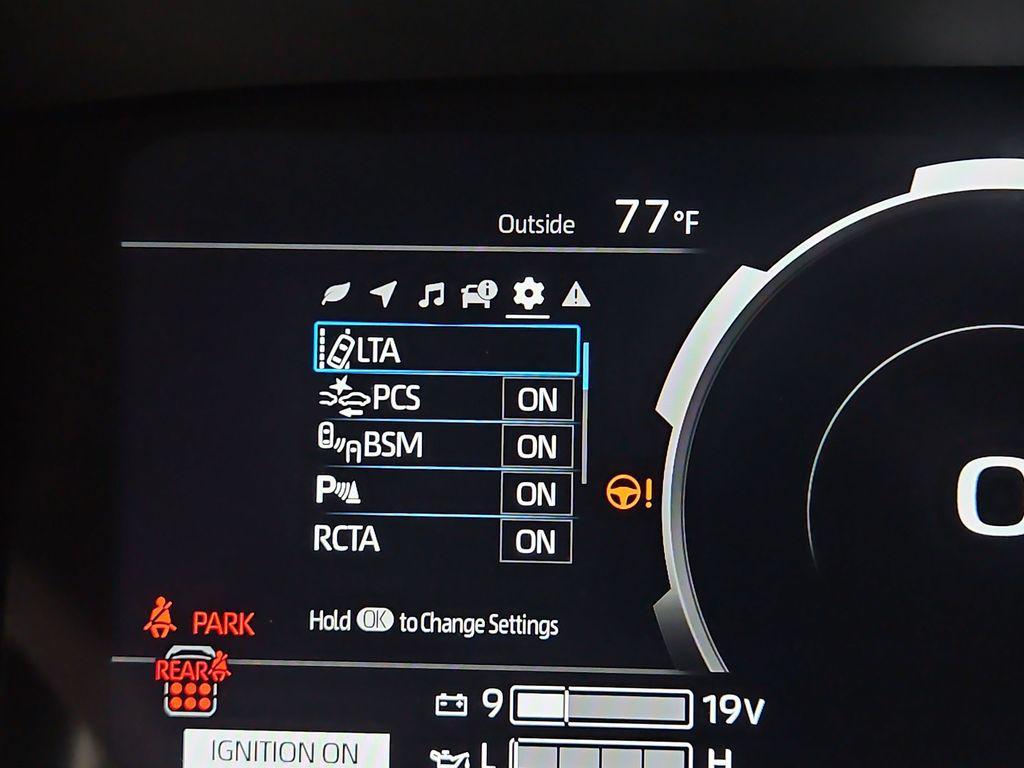 Outside 77°F
LTA
PCS ON
BSM ON
P ON
RCTA ON
Hold OK to Change Settings
PARK
REAR
9 19V
IGNITION ON
L H
0